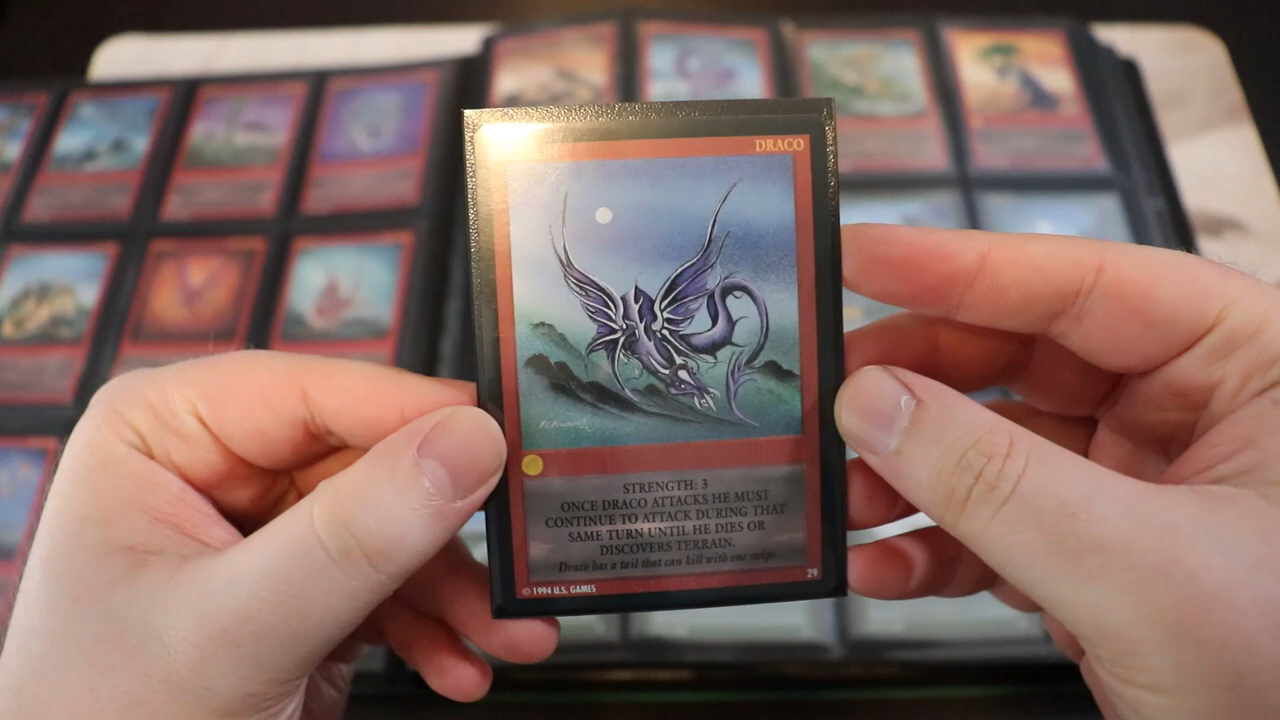 DRACO
STRENGTH: 3
ONCE DRACO ATTACKS HE MUST
CONTINUE TO ATTACK DURING THAT
SAME TURN UNTIL HE DIES OR
DISCOVERS TERRAIN.
Draco has a tail that can kill with one swipe.
29
© 1994 U.S. GAMES